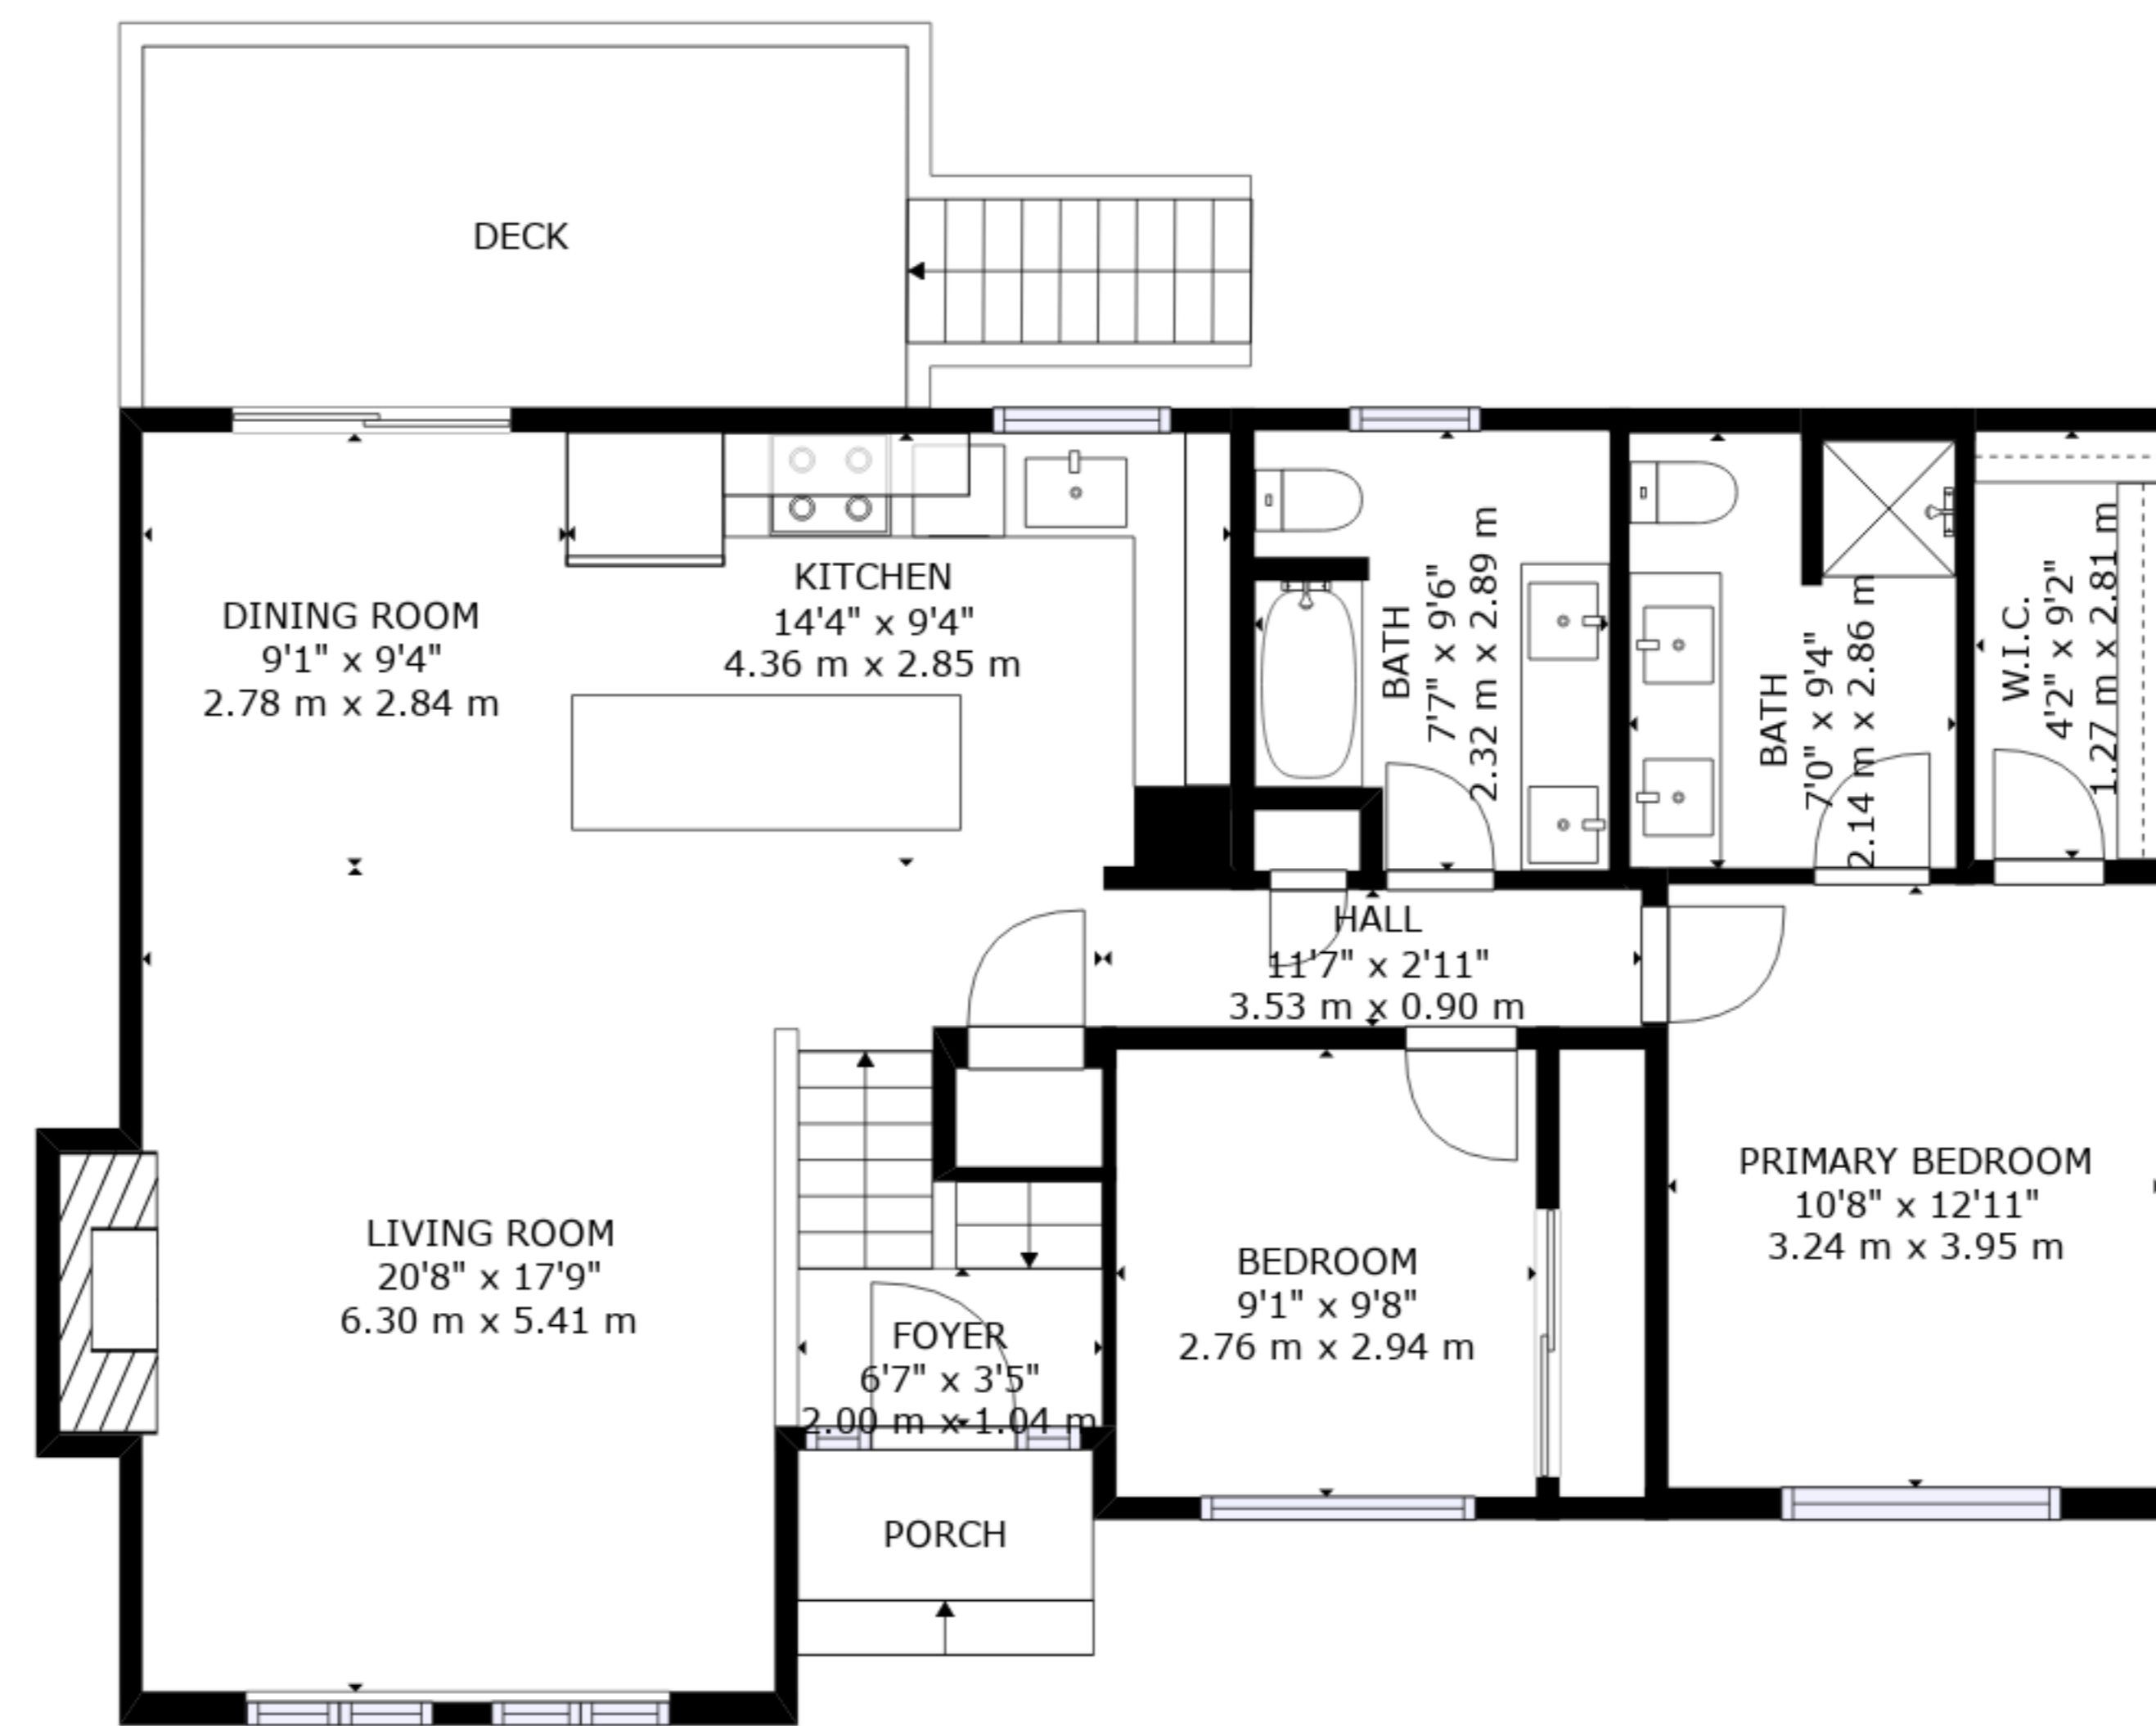 DECK
KITCHEN
14'4" x 9'4"
4.36 m x 2.85 m
DINING ROOM
9'1" x 9'4"
2.78 m x 2.84 m
BATH
7'7" x 9'6"
2.32 m x 2.89 m
BATH
7'0" x 9'4"
2.14 m x 2.86 m
W.I.C.
4'2" x 9'2"
1.27 m x 2.81 m
HALL
11'7" x 2'11"
3.53 m x 0.90 m
PRIMARY BEDROOM
10'8" x 12'11"
3.24 m x 3.95 m
LIVING ROOM
20'8" x 17'9"
6.30 m x 5.41 m
BEDROOM
9'1" x 9'8"
2.76 m x 2.94 m
FOYER
6'7" x 3'5"
2.00 m x 1.04 m
PORCH